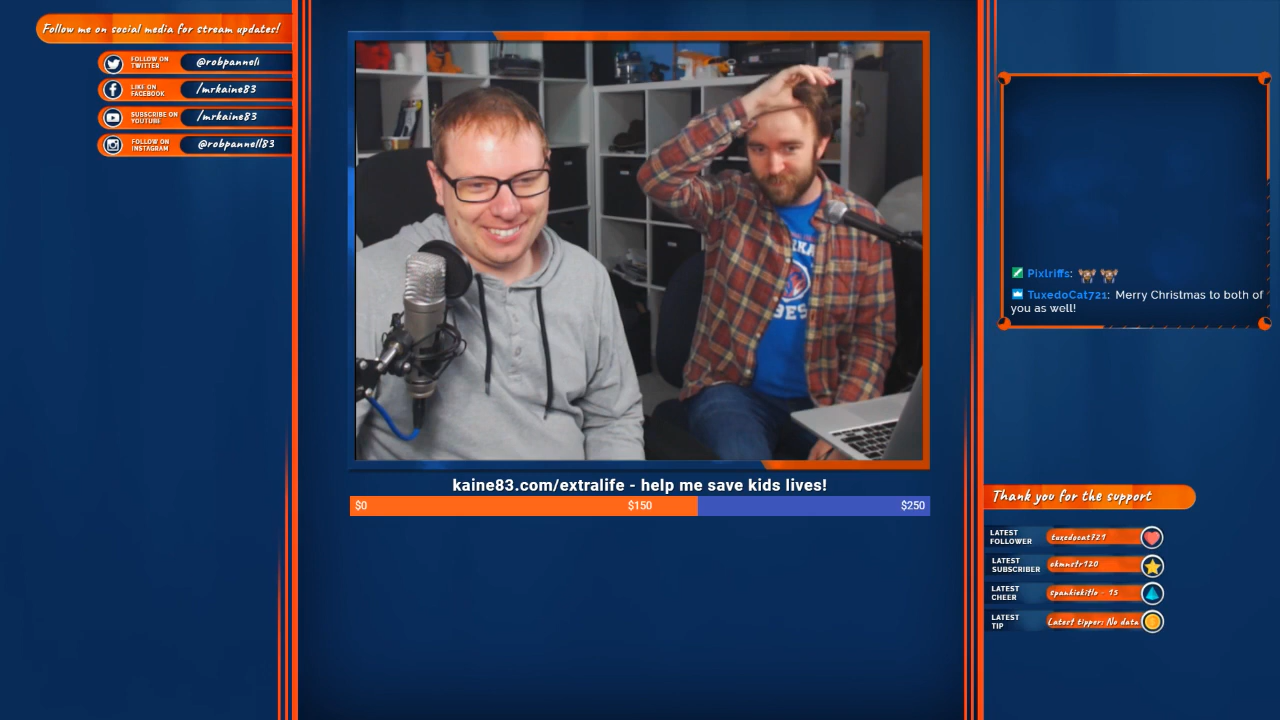 Follow me on social media for stream updates!
FOLLOW ON
TWITTER
@robpannell
LIKE ON
FACEBOOK
/mrkaine83
SUBSCRIBE ON
YOUTUBE
/mrkaine83
FOLLOW ON
INSTAGRAM
@robpannell83
Pixlriffs:
TuxedoCat721: Merry Christmas to both of
you as well!
kaine83.com/extralife - help me save kids lives!
$0 $150 $250
Thank you for the support
LATEST
FOLLOWER
tuxedocat721
LATEST
SUBSCRIBER
okmnstr120
LATEST
CHEER
LATEST
TIP
Latest tipper: No data